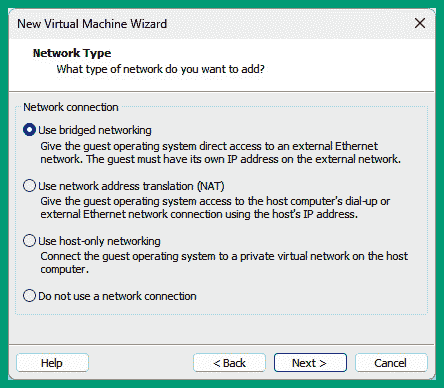 New Virtual Machine Wizard
Network Type
What type of network do you want to add?
Network connection
Use bridged networking
Give the guest operating system direct access to an external Ethernet
network. The guest must have its own IP address on the external network.
Use network address translation (NAT)
Give the guest operating system access to the host computer's dial-up or
external Ethernet network connection using the host's IP address.
Use host-only networking
Connect the guest operating system to a private virtual network on the host
computer.
Do not use a network connection
Help
< Back
Next >
Cancel